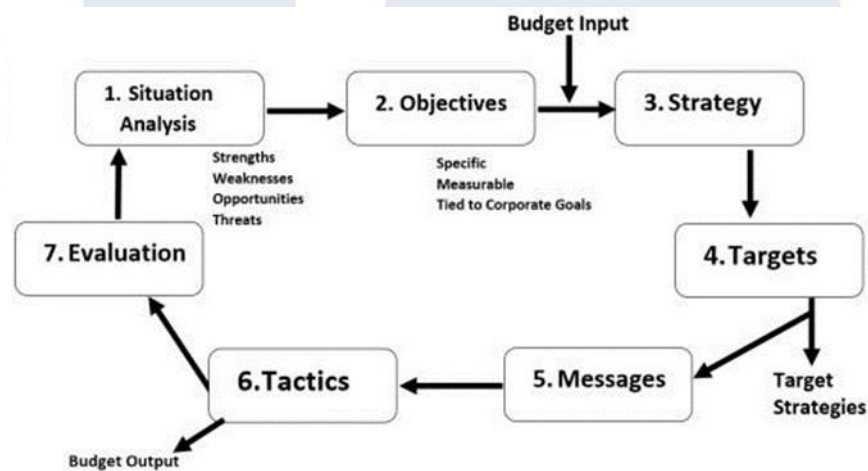 Budget Input
1. Situation
Analysis
2. Objectives
3. Strategy
Strengths
Weaknesses
Opportunities
Threats
Specific
Measurable
Tied to Corporate Goals
4. Targets
Target
Strategies
5. Messages
6.Tactics
Budget Output
7. Evaluation